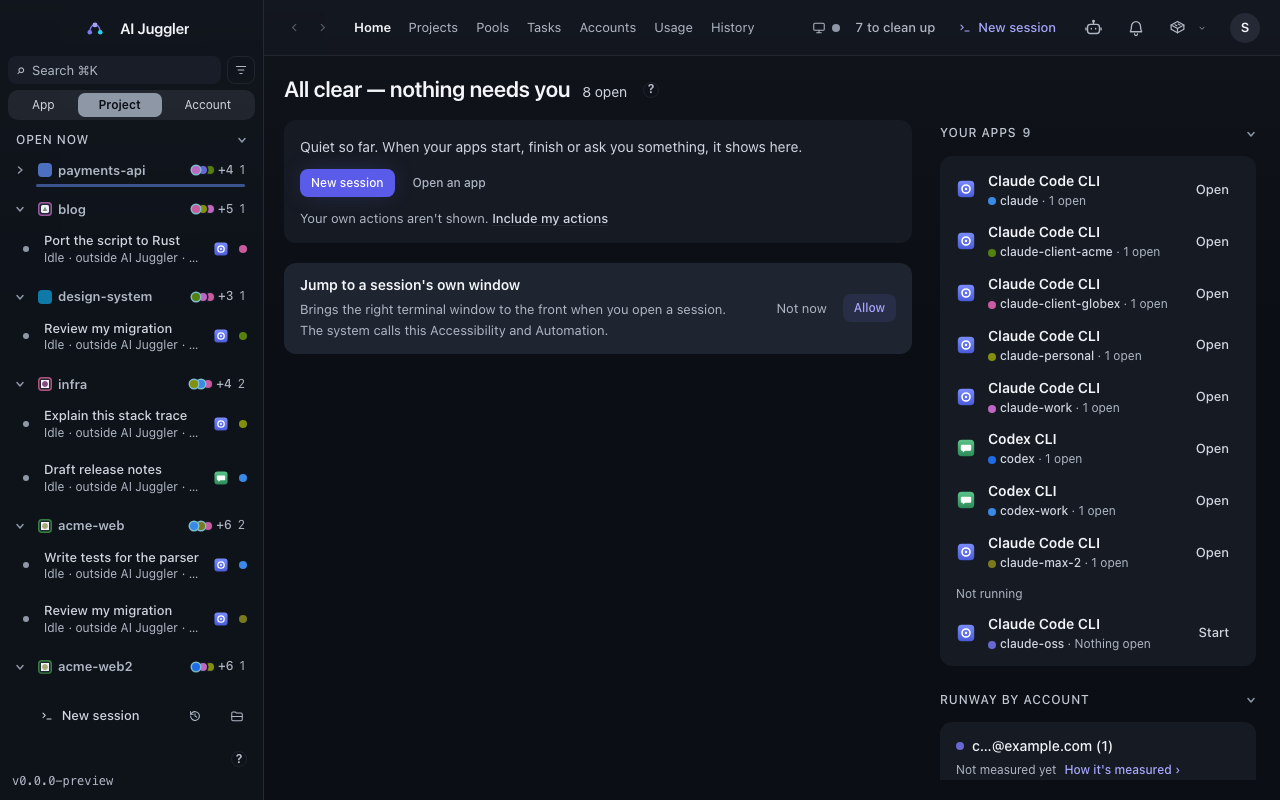 AI Juggler
Search ⌘K
App Project Account
OPEN NOW
payments-api +4 1
blog +5 1
Port the script to Rust
Idle · outside AI Juggler · ...
design-system +3 1
Review my migration
Idle · outside AI Juggler · ...
infra +4 2
Explain this stack trace
Idle · outside AI Juggler · ...
Draft release notes
Idle · outside AI Juggler · ...
acme-web +6 2
Write tests for the parser
Idle · outside AI Juggler · ...
Review my migration
Idle · outside AI Juggler · ...
acme-web2 +6 1
New session
?
v0.0.0-preview
Home Projects Pools Tasks Accounts Usage History 7 to clean up New session S
All clear — nothing needs you 8 open ?
Quiet so far. When your apps start, finish or ask you something, it shows here.
New session Open an app
Your own actions aren't shown. Include my actions
Jump to a session's own window
Brings the right terminal window to the front when you open a session.
The system calls this Accessibility and Automation.
Not now Allow
YOUR APPS 9
Claude Code CLI
claude · 1 open
Open
Claude Code CLI
claude-client-acme · 1 open
Open
Claude Code CLI
claude-client-globex · 1 open
Open
Claude Code CLI
claude-personal · 1 open
Open
Claude Code CLI
claude-work · 1 open
Open
Codex CLI
codex · 1 open
Open
Codex CLI
codex-work · 1 open
Open
Claude Code CLI
claude-max-2 · 1 open
Open
Not running
Claude Code CLI
claude-oss · Nothing open
Start
RUNWAY BY ACCOUNT
c...@example.com (1)
Not measured yet How it's measured ›